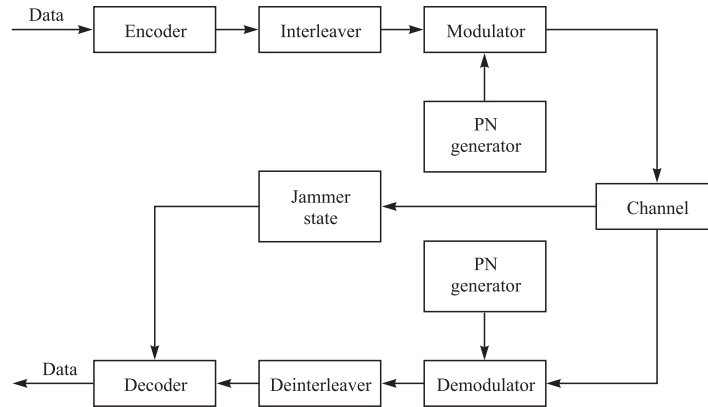 Data
Encoder
Interleaver
Modulator
PN
generator
Jammer
state
Channel
PN
generator
Data
Decoder
Deinterleaver
Demodulator